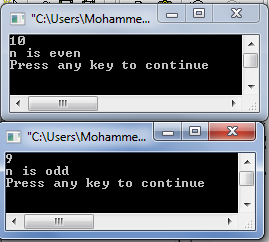 "C:\Users\Mohamme...
10
n is even
Press any key to continue
"C:\Users\Mohamme...
9
n is odd
Press any key to continue